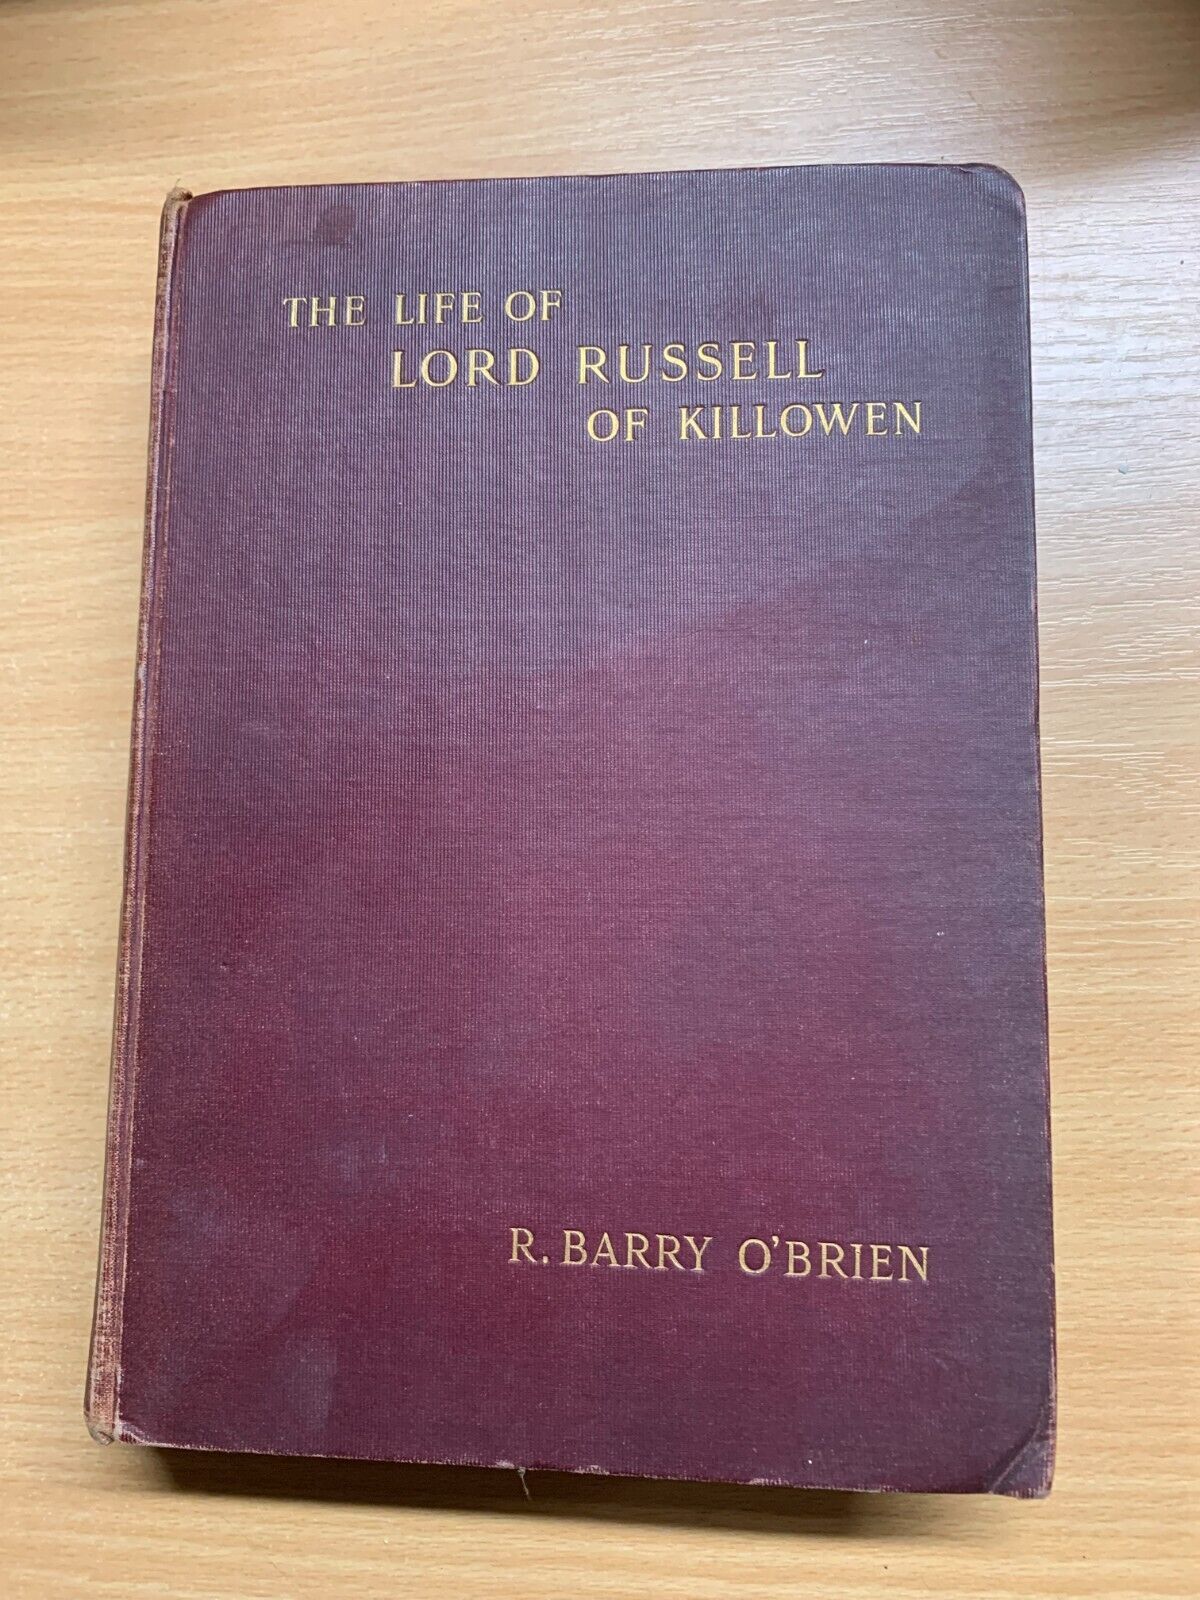 THE LIFE OF
LORD RUSSELL
OF KILLOWEN
R. BARRY O'BRIEN